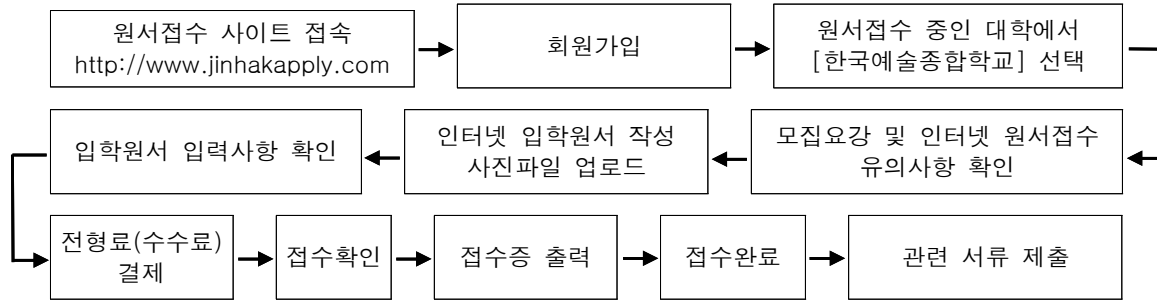 원서접수 사이트 접속
http://www.jinhakapply.com
회원가입
원서접수 중인 대학에서
[한국예술종합학교] 선택
모집요강 및 인터넷 원서접수
유의사항 확인
인터넷 입학원서 작성
사진파일 업로드
입학원서 입력사항 확인
전형료(수수료)
결제
접수확인
접수증 출력
접수완료
관련 서류 제출